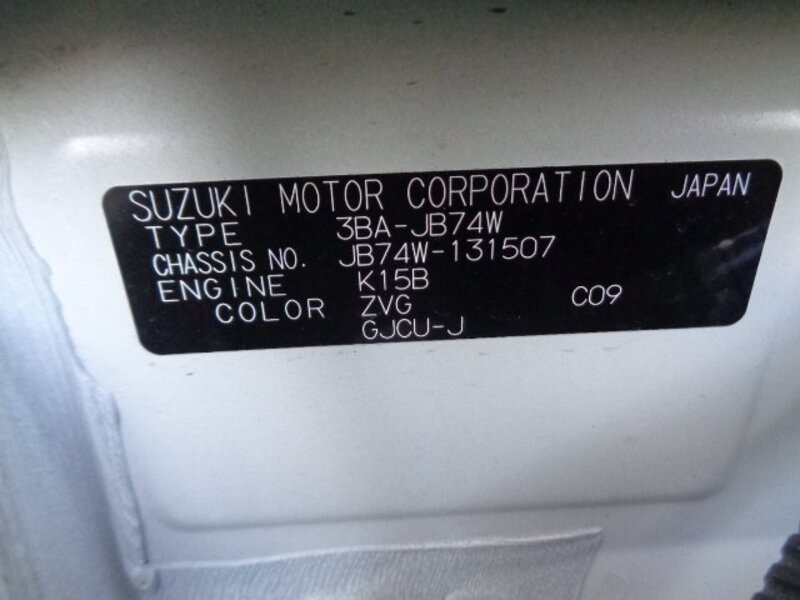 SUZUKI MOTOR CORPORATION JAPAN
TYPE 3BA-JB74W
CHASSIS NO. JB74W-131507
ENGINE K15B
COLOR ZVG C09
GJCU-J